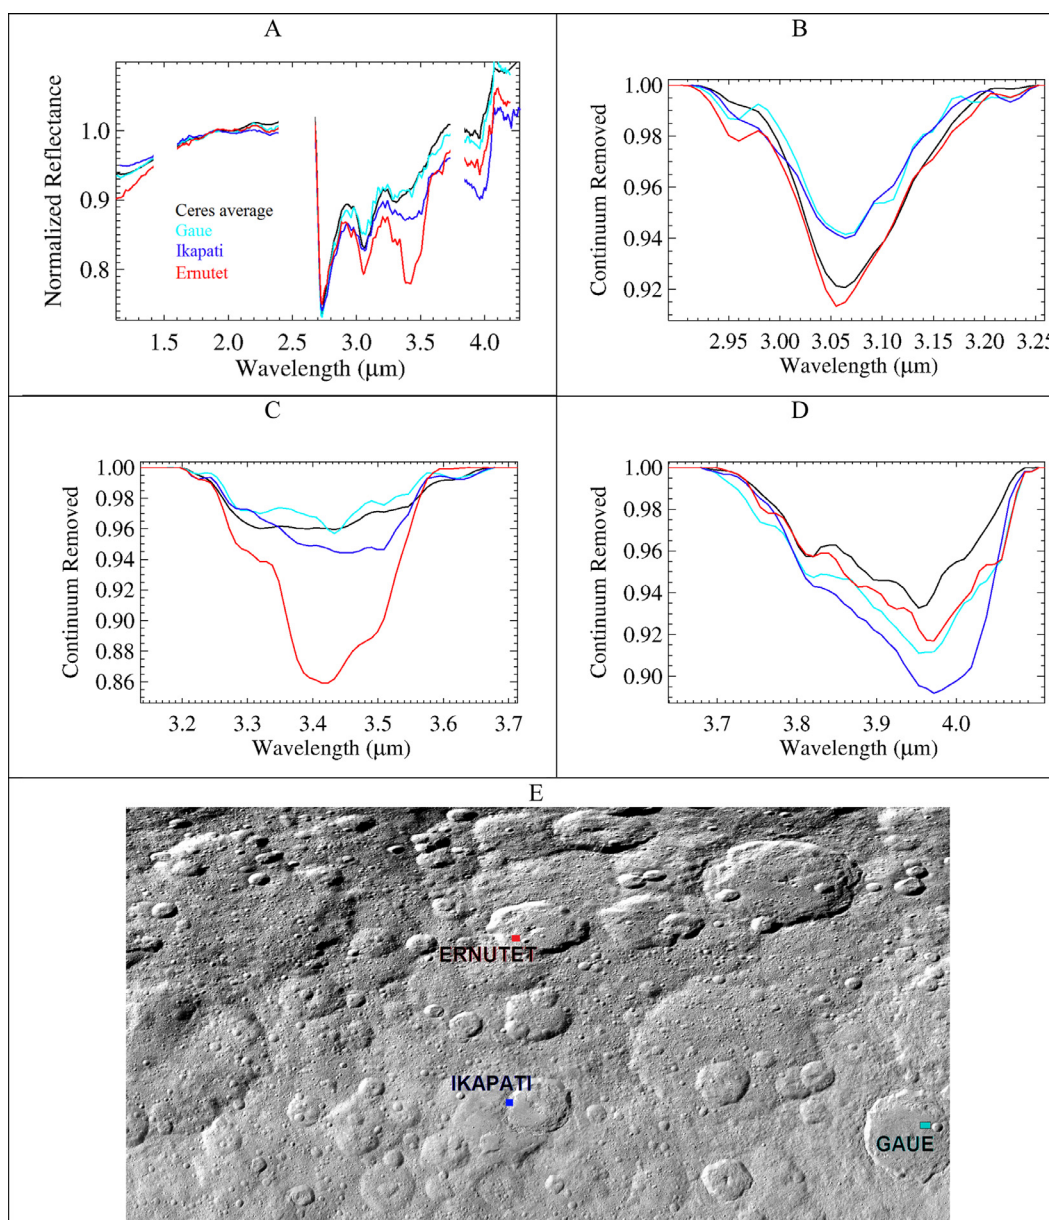 A
Normalized Reflectance
1.0
0.9
0.8
Ceres average
Gaue
Ikapati
Ernutet
1.5 2.0 2.5 3.0 3.5 4.0
Wavelength (μm)
B
Continuum Removed
1.00
0.98
0.96
0.94
0.92
2.95 3.00 3.05 3.10 3.15 3.20 3.25
Wavelength (μm)
C
Continuum Removed
1.00
0.98
0.96
0.94
0.92
0.90
0.88
0.86
3.2 3.3 3.4 3.5 3.6 3.7
Wavelength (μm)
D
Continuum Removed
1.00
0.98
0.96
0.94
0.92
0.90
3.7 3.8 3.9 4.0
Wavelength (μm)
E
ERNUTET
IKAPATI
GAUE